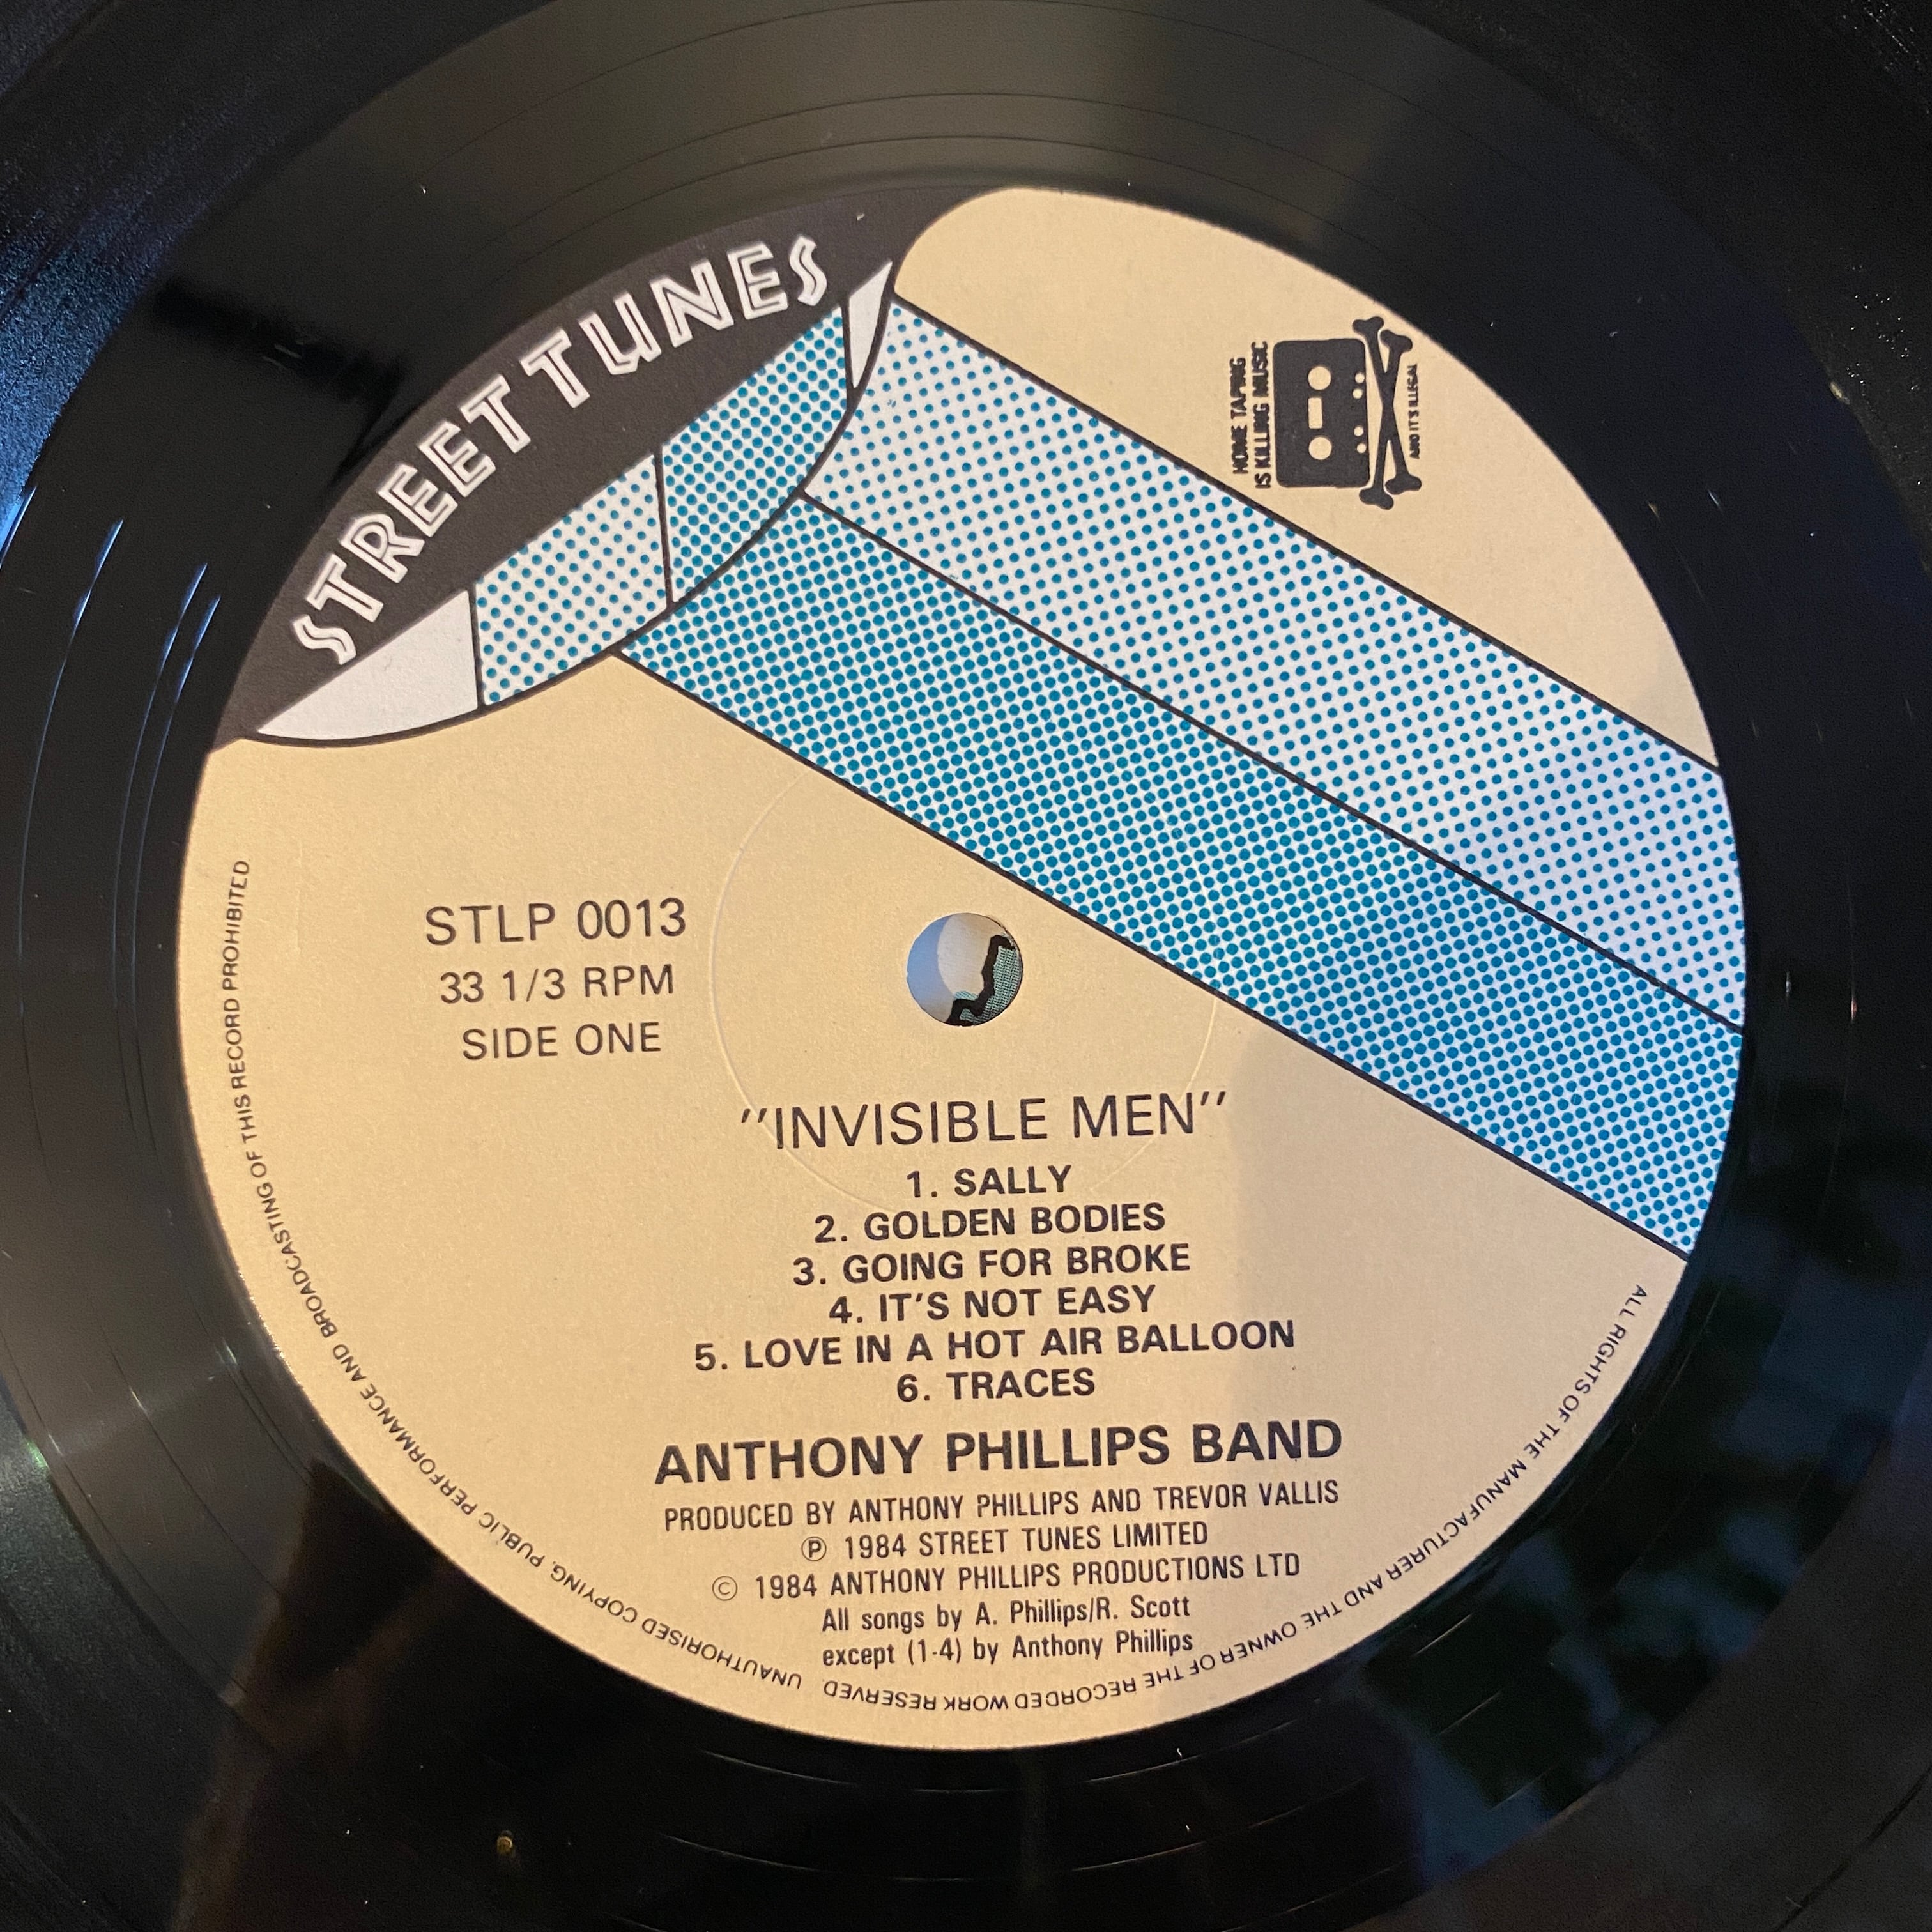 STREET TUNES
HOME TAPING
IS KILLING MUSIC
AND IT'S ILLEGAL
STLP 0013
33 1/3 RPM
SIDE ONE
"INVISIBLE MEN"
1. SALLY
2. GOLDEN BODIES
3. GOING FOR BROKE
4. IT'S NOT EASY
5. LOVE IN A HOT AIR BALLOON
6. TRACES
ANTHONY PHILLIPS BAND
PRODUCED BY ANTHONY PHILLIPS AND TREVOR VALLIS
℗ 1984 STREET TUNES LIMITED
© 1984 ANTHONY PHILLIPS PRODUCTIONS LTD
All songs by A. Phillips/R. Scott
except (1-4) by Anthony Phillips
ALL RIGHTS OF THE MANUFACTURER AND THE OWNER OF THE RECORDED WORK RESERVED UNAUTHORISED COPYING, PUBLIC PERFORMANCE AND BROADCASTING OF THIS RECORD PROHIBITED